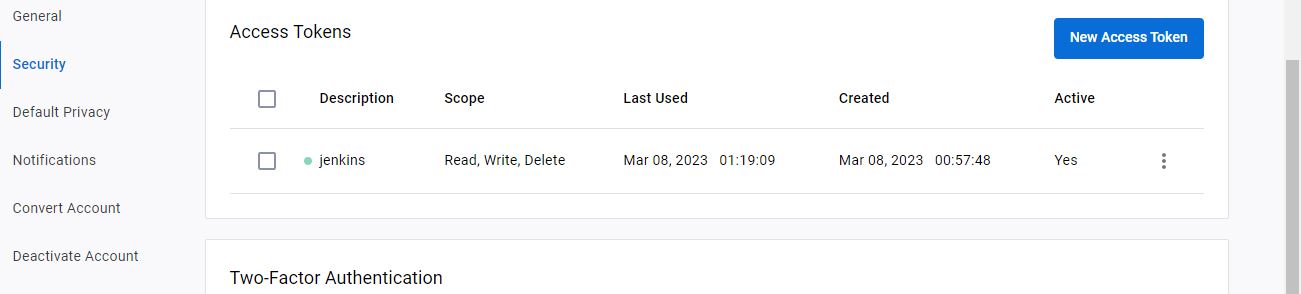 General
Security
Default Privacy
Notifications
Convert Account
Deactivate Account
Access Tokens
New Access Token
Description Scope Last Used Created Active
jenkins Read, Write, Delete Mar 08, 2023 01:19:09 Mar 08, 2023 00:57:48 Yes
Two-Factor Authentication